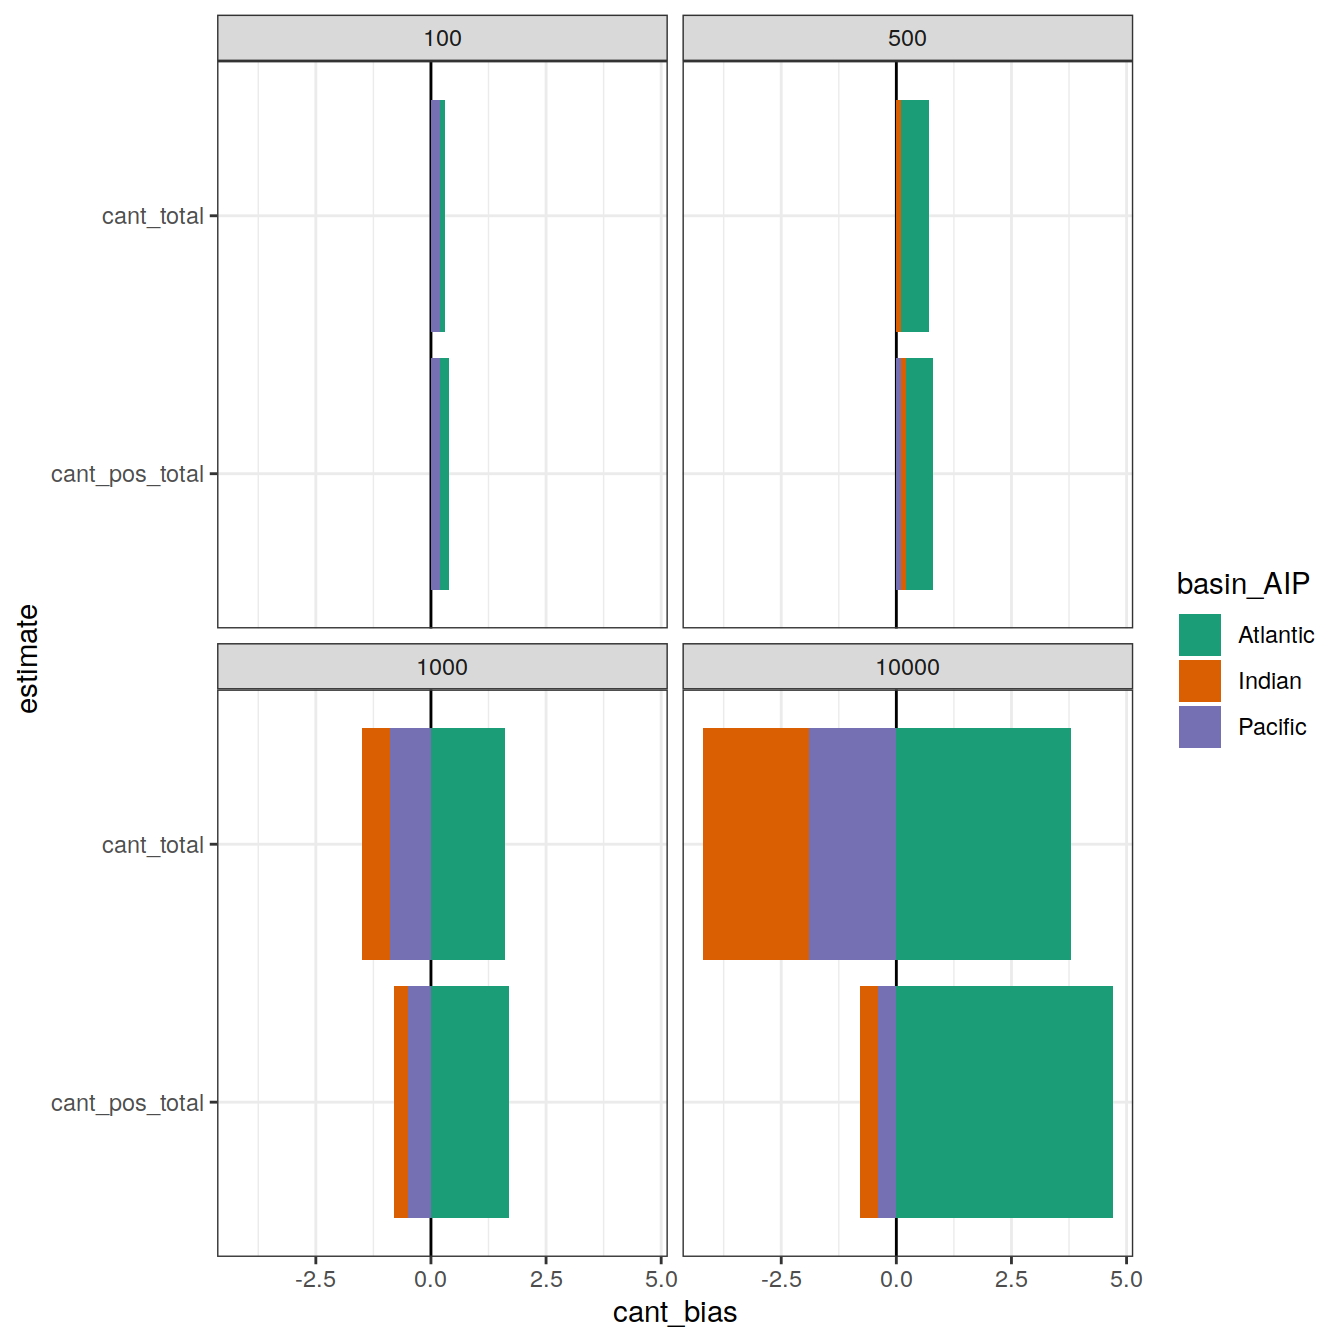 100
500
cant_total
cant_pos_total
estimate
1000
10000
cant_total
cant_pos_total
-2.5 0.0 2.5 5.0
-2.5 0.0 2.5 5.0
cant_bias
basin_AIP
Atlantic
Indian
Pacific